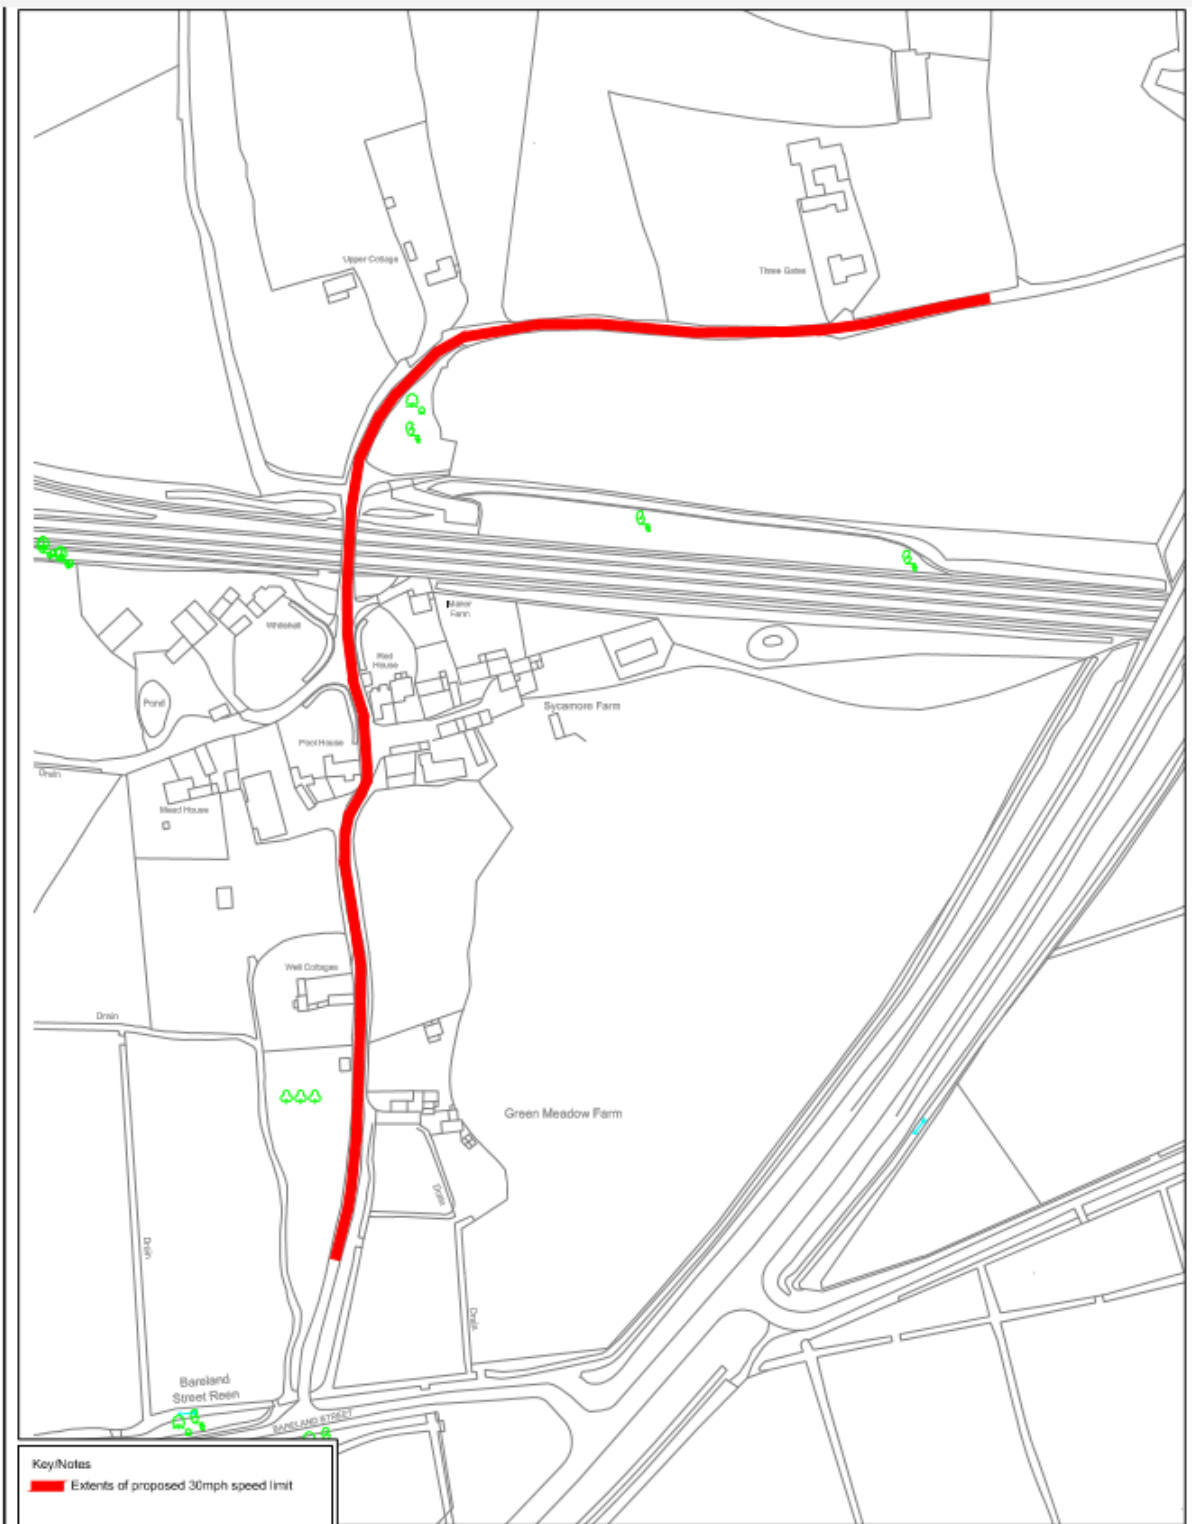 Upper Cottage
Three Gates
Manor
Farm
Whitehall
Red
House
Pond
Sycamore Farm
Pool House
Drain
Mead House
Well Cottages
Drain
Green Meadow Farm
Drain
Drain
Drain
Bareland
Street Reen
BARELAND STREET
Key/Notes
Extents of proposed 30mph speed limit